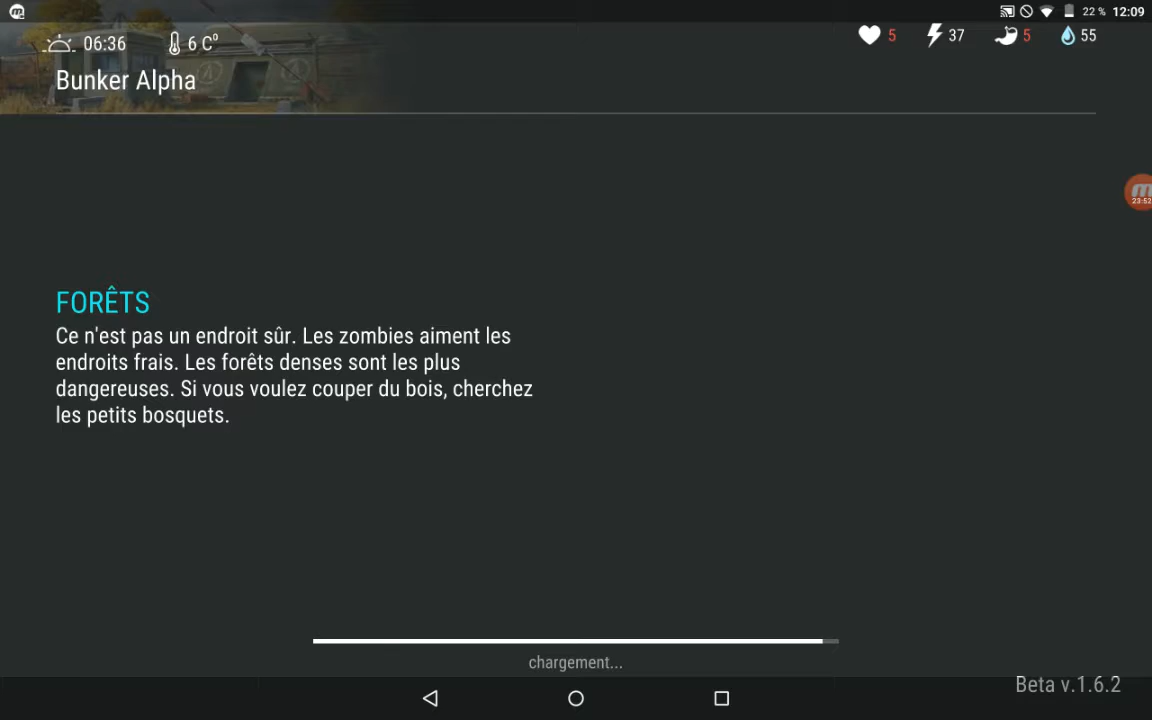 22 % 12:09
06:36 6 C°
5 37 5 55
Bunker Alpha
23:52
FORÊTS
Ce n'est pas un endroit sûr. Les zombies aiment les
endroits frais. Les forêts denses sont les plus
dangereuses. Si vous voulez couper du bois, cherchez
les petits bosquets.
chargement...
Beta v.1.6.2